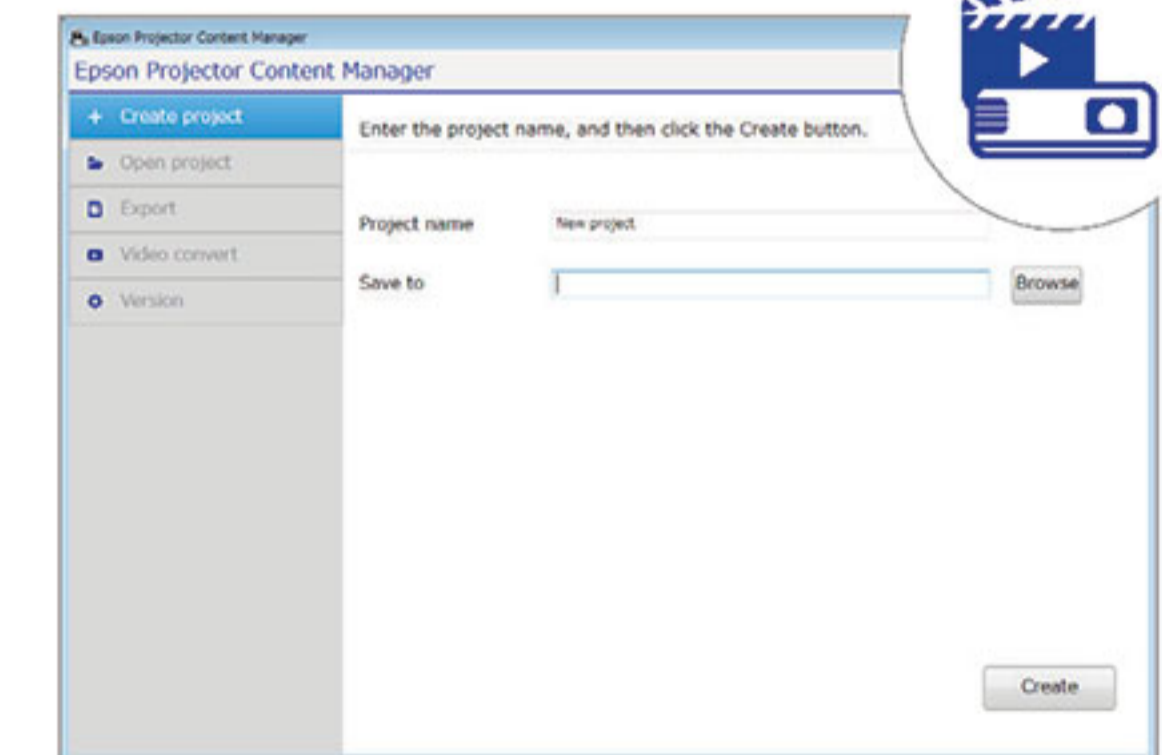 Epson Projector Content Manager
Epson Projector Content Manager
+ Create project
Open project
Export
Video convert
Version
Enter the project name, and then click the Create button.
Project name
New project
Save to
Browse
Create